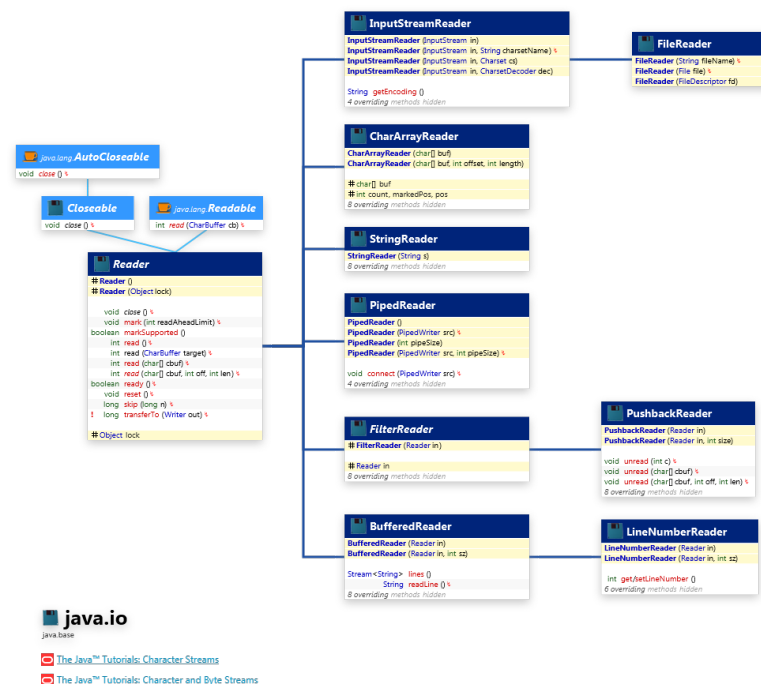 java.lang.AutoCloseable
void close ()
Closeable
void close ()
java.lang.Readable
int read (CharBuffer cb)
Reader
# Reader ()
# Reader (Object lock)
void close ()
void mark (int readAheadLimit)
boolean markSupported ()
int read ()
int read (CharBuffer target)
int read (char[] cbuf)
int read (char[] cbuf, int off, int len)
boolean ready ()
void reset ()
long skip (long n)
! long transferTo (Writer out)
# Object lock
InputStreamReader
InputStreamReader (InputStream in)
InputStreamReader (InputStream in, String charsetName)
InputStreamReader (InputStream in, Charset cs)
InputStreamReader (InputStream in, CharsetDecoder dec)
String getEncoding ()
4 overriding methods hidden
FileReader
FileReader (String fileName)
FileReader (File file)
FileReader (FileDescriptor fd)
CharArrayReader
CharArrayReader (char[] buf)
CharArrayReader (char[] buf, int offset, int length)
# char[] buf
# int count, markedPos, pos
8 overriding methods hidden
StringReader
StringReader (String s)
8 overriding methods hidden
PipedReader
PipedReader ()
PipedReader (PipedWriter src)
PipedReader (int pipeSize)
PipedReader (PipedWriter src, int pipeSize)
void connect (PipedWriter src)
4 overriding methods hidden
FilterReader
# FilterReader (Reader in)
# Reader in
8 overriding methods hidden
PushbackReader
PushbackReader (Reader in)
PushbackReader (Reader in, int size)
void unread (int c)
void unread (char[] cbuf)
void unread (char[] cbuf, int off, int len)
8 overriding methods hidden
BufferedReader
BufferedReader (Reader in)
BufferedReader (Reader in, int sz)
Stream<String> lines ()
String readLine ()
8 overriding methods hidden
LineNumberReader
LineNumberReader (Reader in)
LineNumberReader (Reader in, int sz)
int get/setLineNumber ()
6 overriding methods hidden
java.io
java.base
The Java™ Tutorials: Character Streams
The Java™ Tutorials: Character and Byte Streams